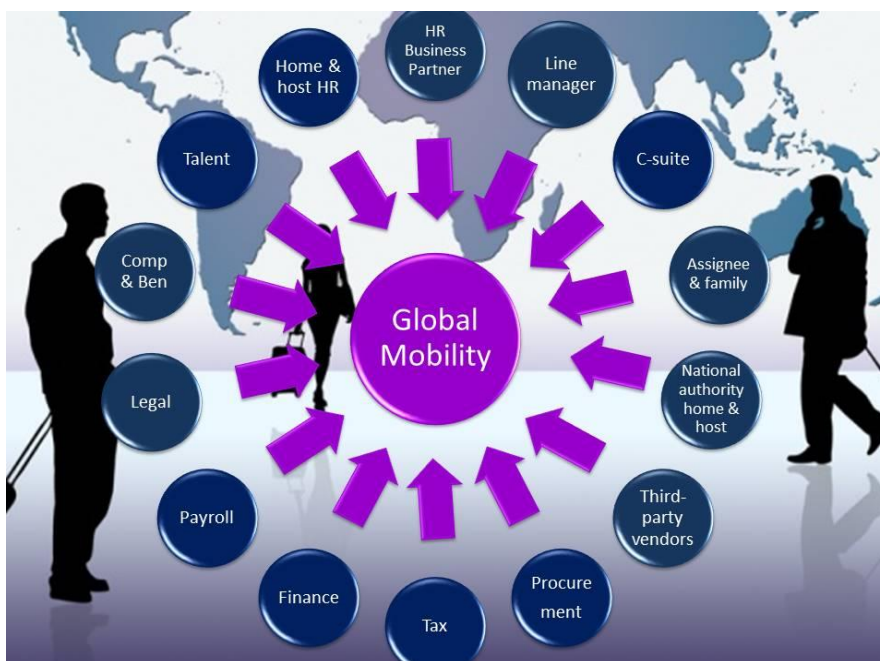 HR
Business
Partner
Line
manager
C-suite
Assignee
& family
National
authority
home &
host
Third-
party
vendors
Procure
ment
Tax
Finance
Payroll
Legal
Comp
& Ben
Talent
Home &
host HR
Global
Mobility